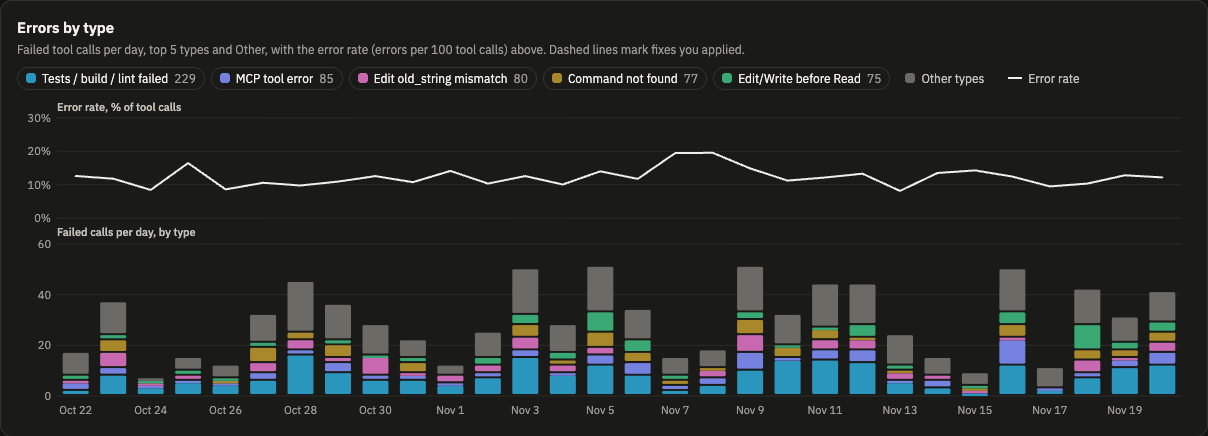 Errors by type
Failed tool calls per day, top 5 types and Other, with the error rate (errors per 100 tool calls) above. Dashed lines mark fixes you applied.
Tests / build / lint failed 229 MCP tool error 85 Edit old_string mismatch 80 Command not found 77 Edit/Write before Read 75 Other types Error rate
Error rate, % of tool calls
30%
20%
10%
0%
Failed calls per day, by type
60
40
20
0
Oct 22 Oct 24 Oct 26 Oct 28 Oct 30 Nov 1 Nov 3 Nov 5 Nov 7 Nov 9 Nov 11 Nov 13 Nov 15 Nov 17 Nov 19